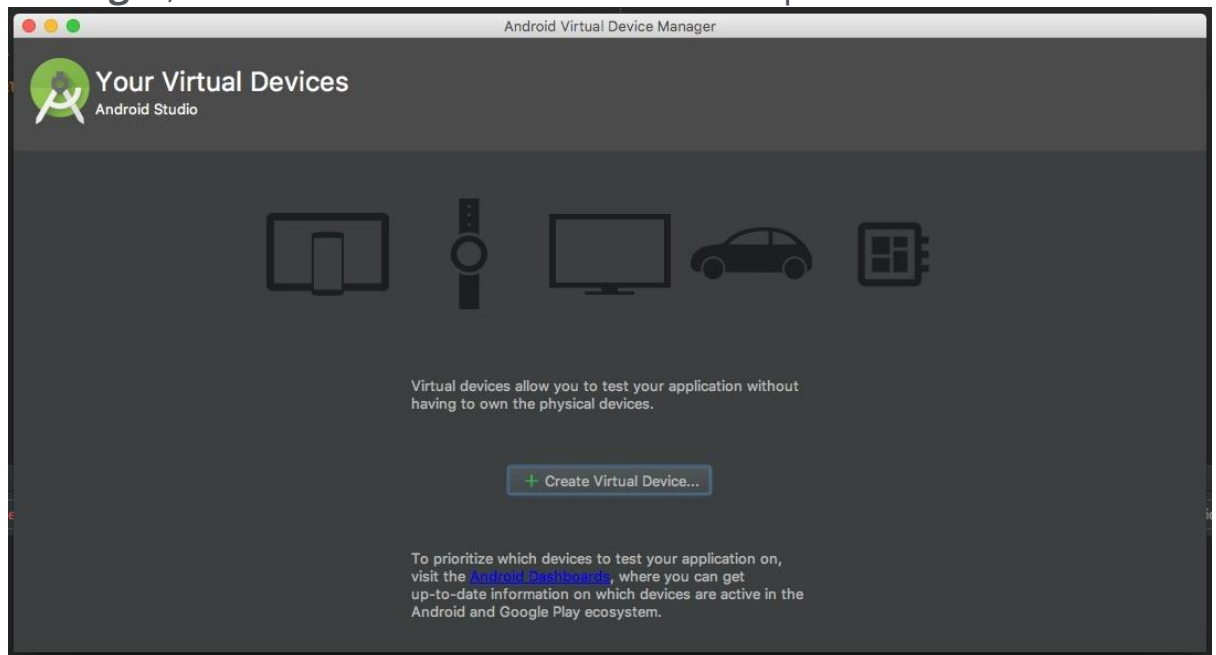 Android Virtual Device Manager
Your Virtual Devices
Android Studio
Virtual devices allow you to test your application without
having to own the physical devices.
+ Create Virtual Device...
To prioritize which devices to test your application on,
visit the Android Dashboards, where you can get
up-to-date information on which devices are active in the
Android and Google Play ecosystem.